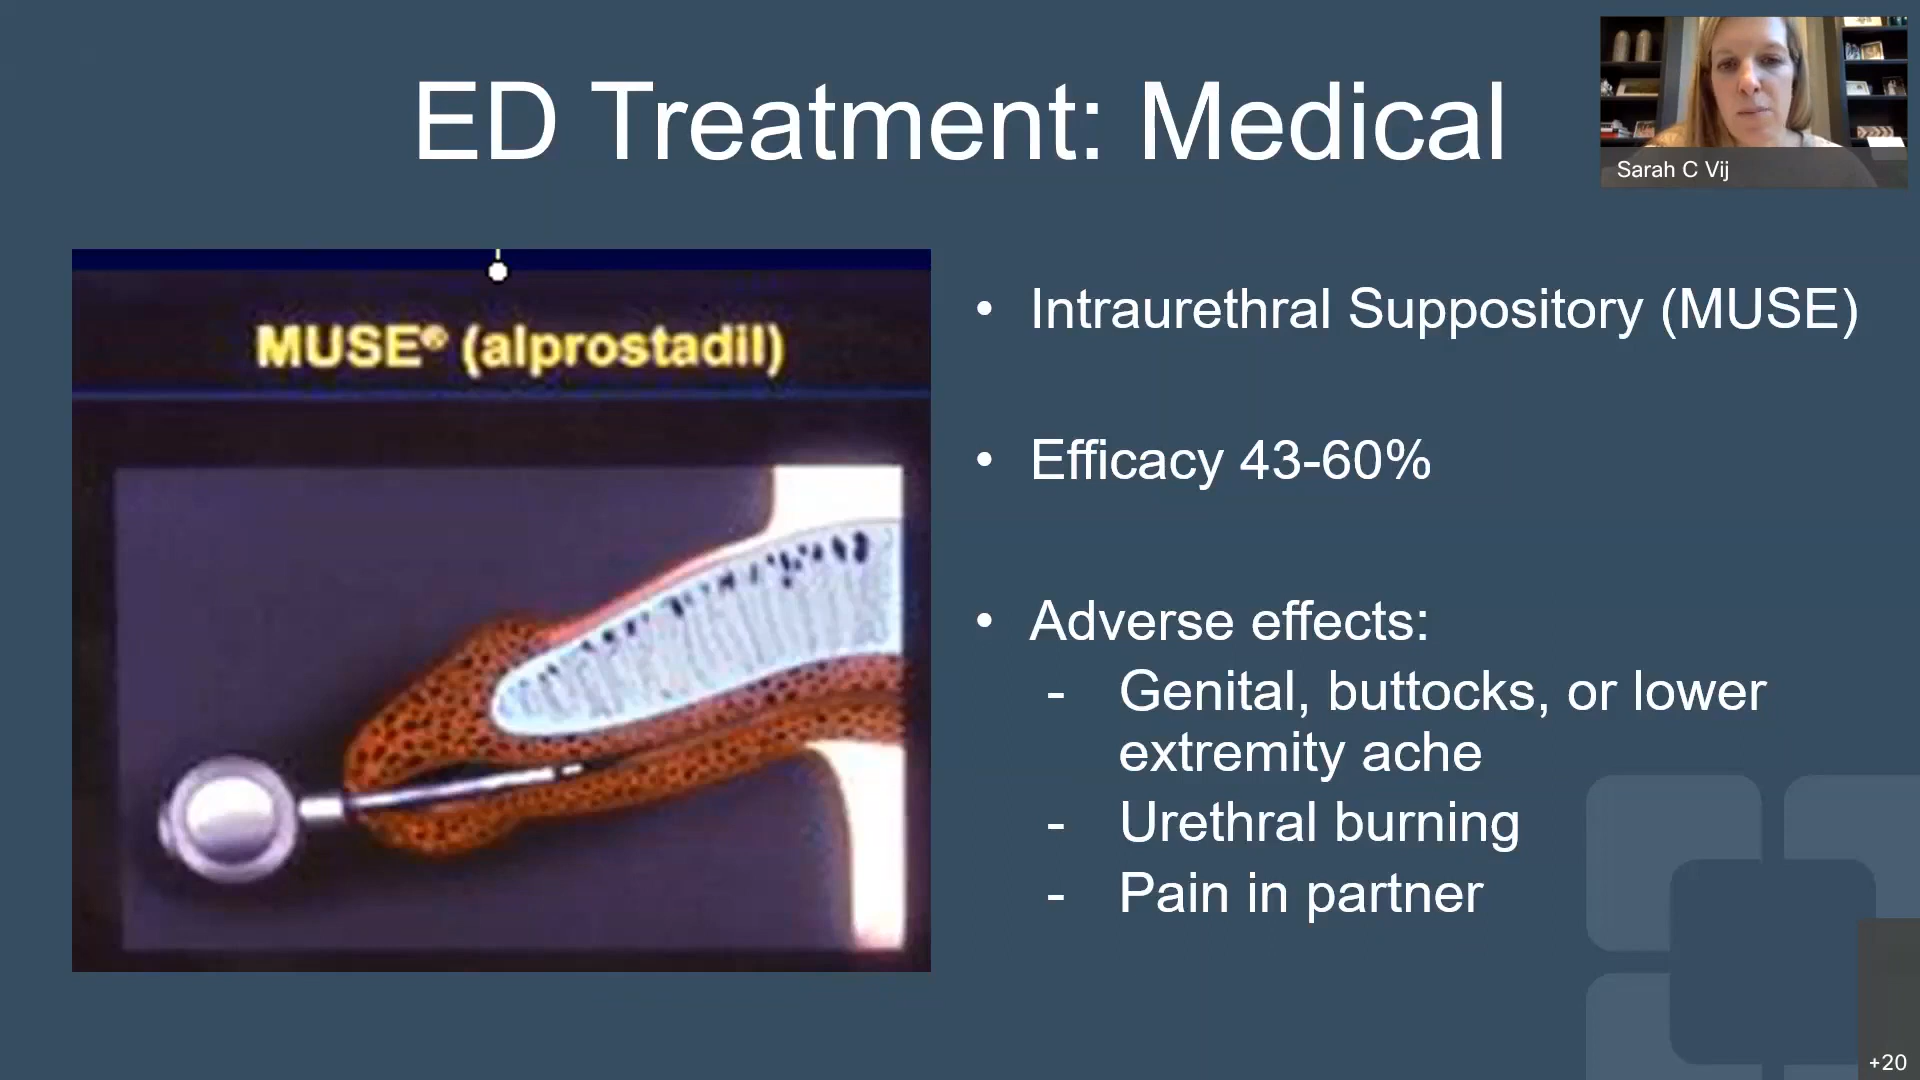 ED Treatment: Medical
Sarah C Vij
MUSE® (alprostadil)
• Intraurethral Suppository (MUSE)
• Efficacy 43-60%
• Adverse effects:
- Genital, buttocks, or lower
extremity ache
- Urethral burning
- Pain in partner
+20